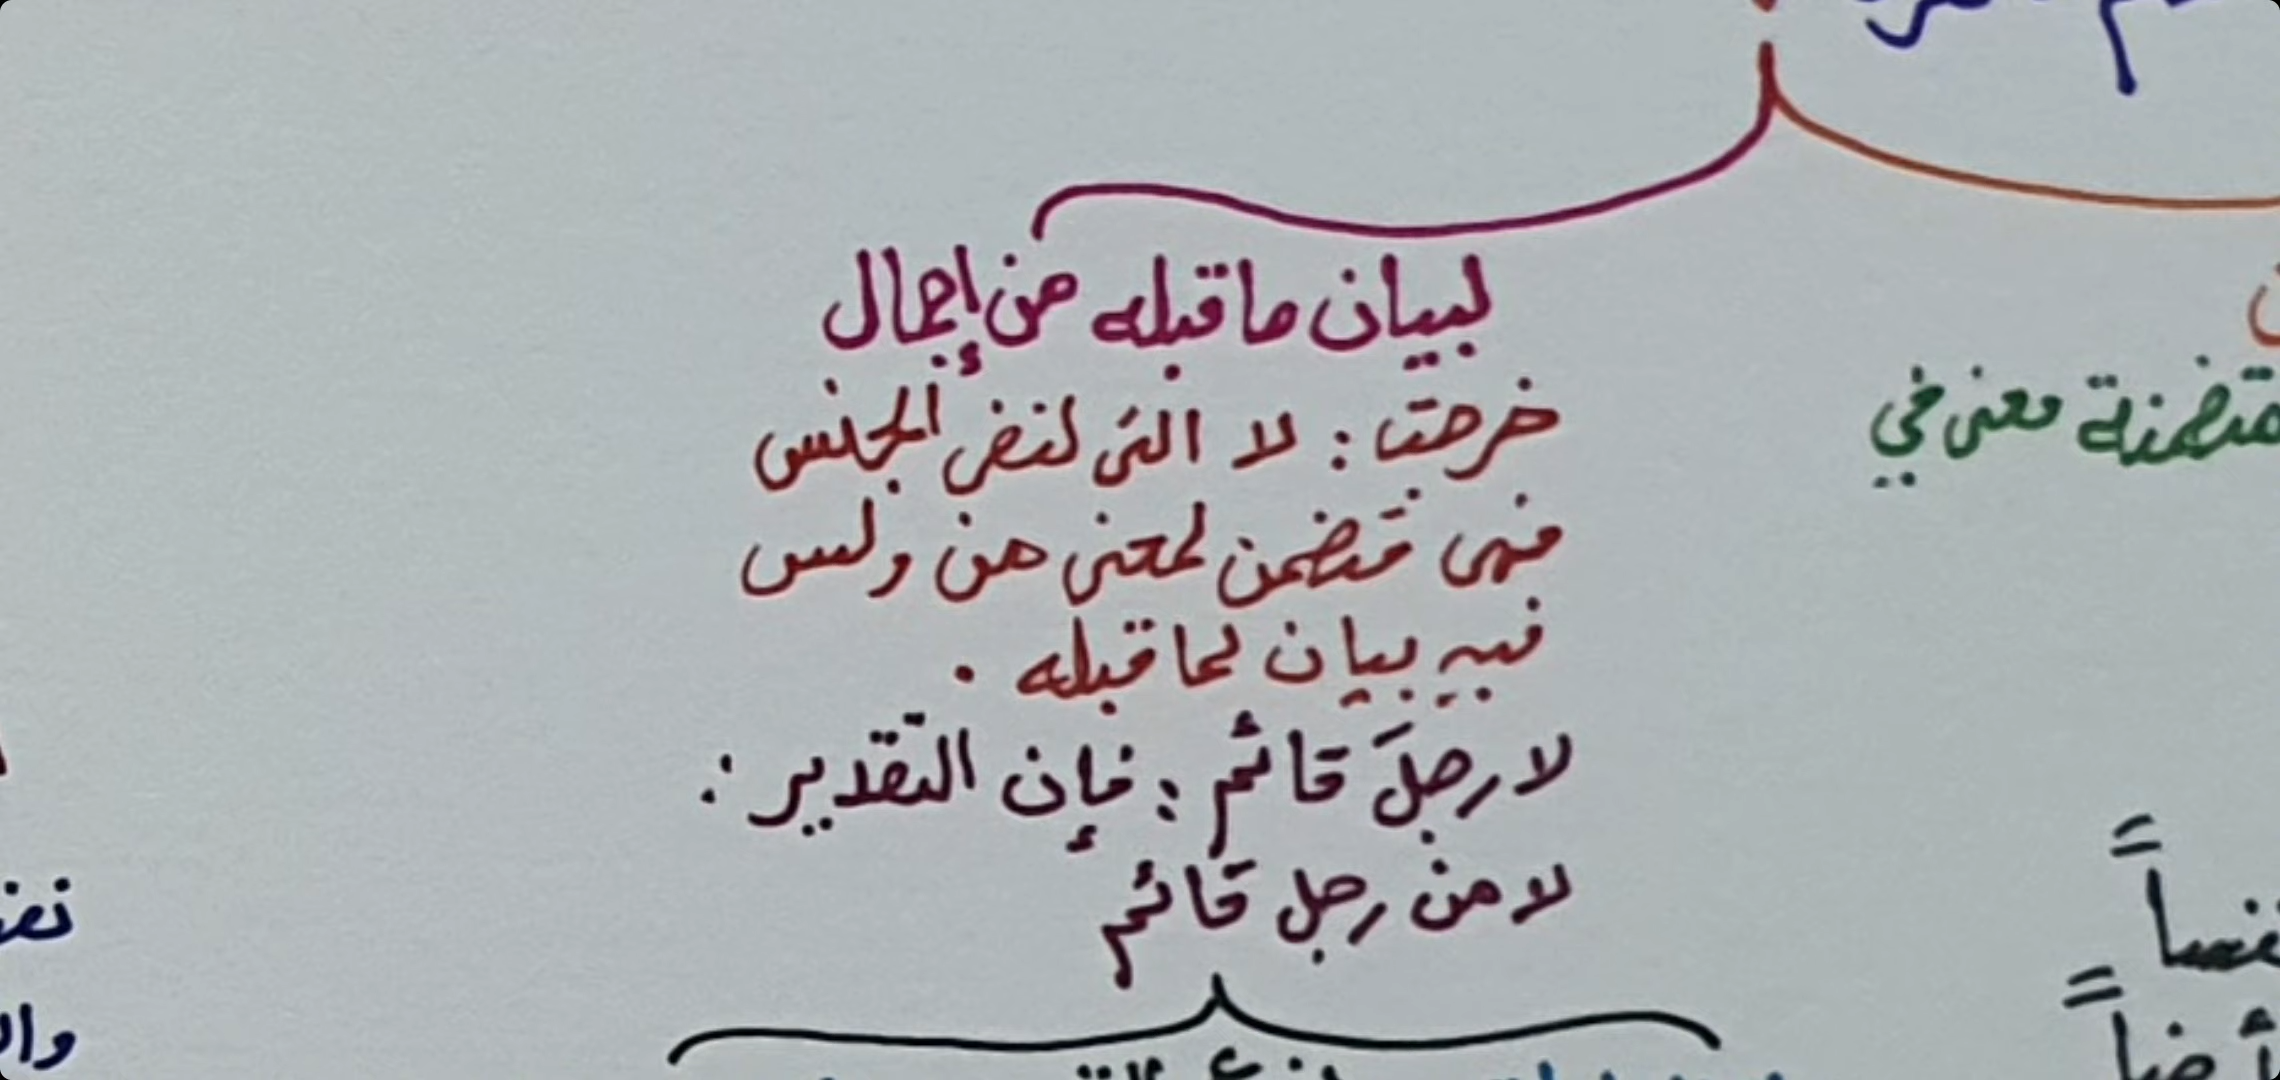 لبيان ما قبله من إجمال
متضمنة معنى في
خرجت : لا التي لنفي الجنس
فهي متضمن لمعنى من وليس
فيه بيان لما قبله .
لا رجلَ قائم : فإن التقدير :
لا من رجل قائم
نفساً